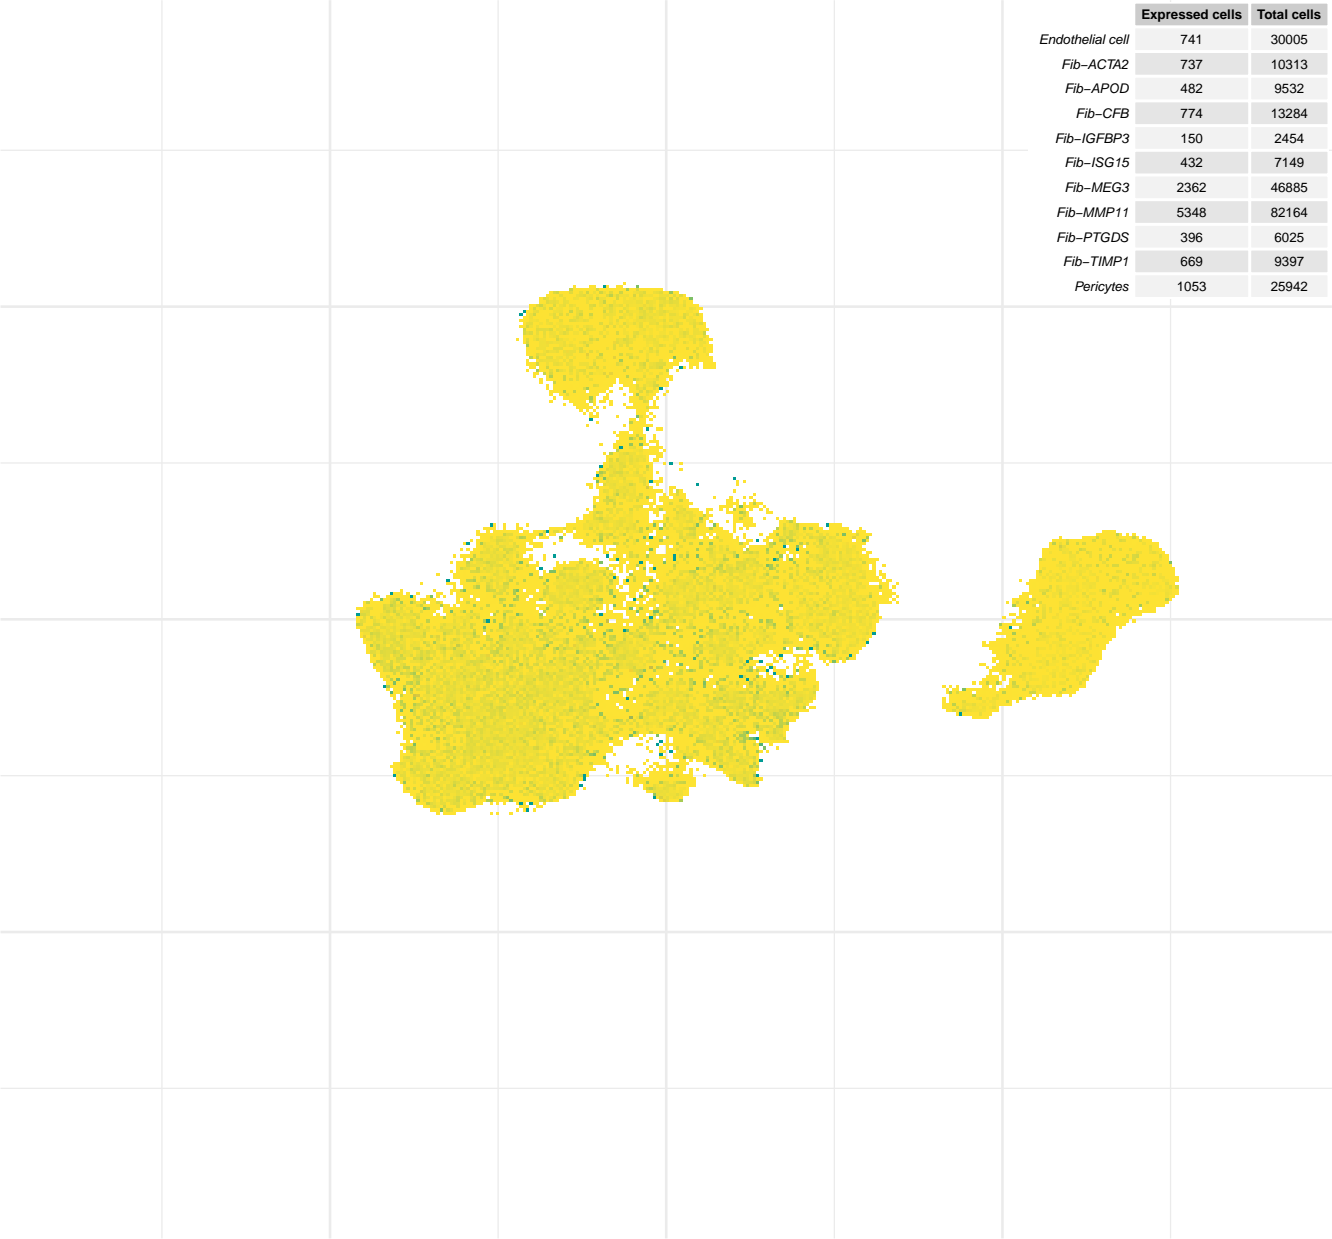 Expressed cells Total cells
Endothelial cell 741 30005
Fib−ACTA2 737 10313
Fib−APOD 482 9532
Fib−CFB 774 13284
Fib−IGFBP3 150 2454
Fib−ISG15 432 7149
Fib−MEG3 2362 46885
Fib−MMP11 5348 82164
Fib−PTGDS 396 6025
Fib−TIMP1 669 9397
Pericytes 1053 25942